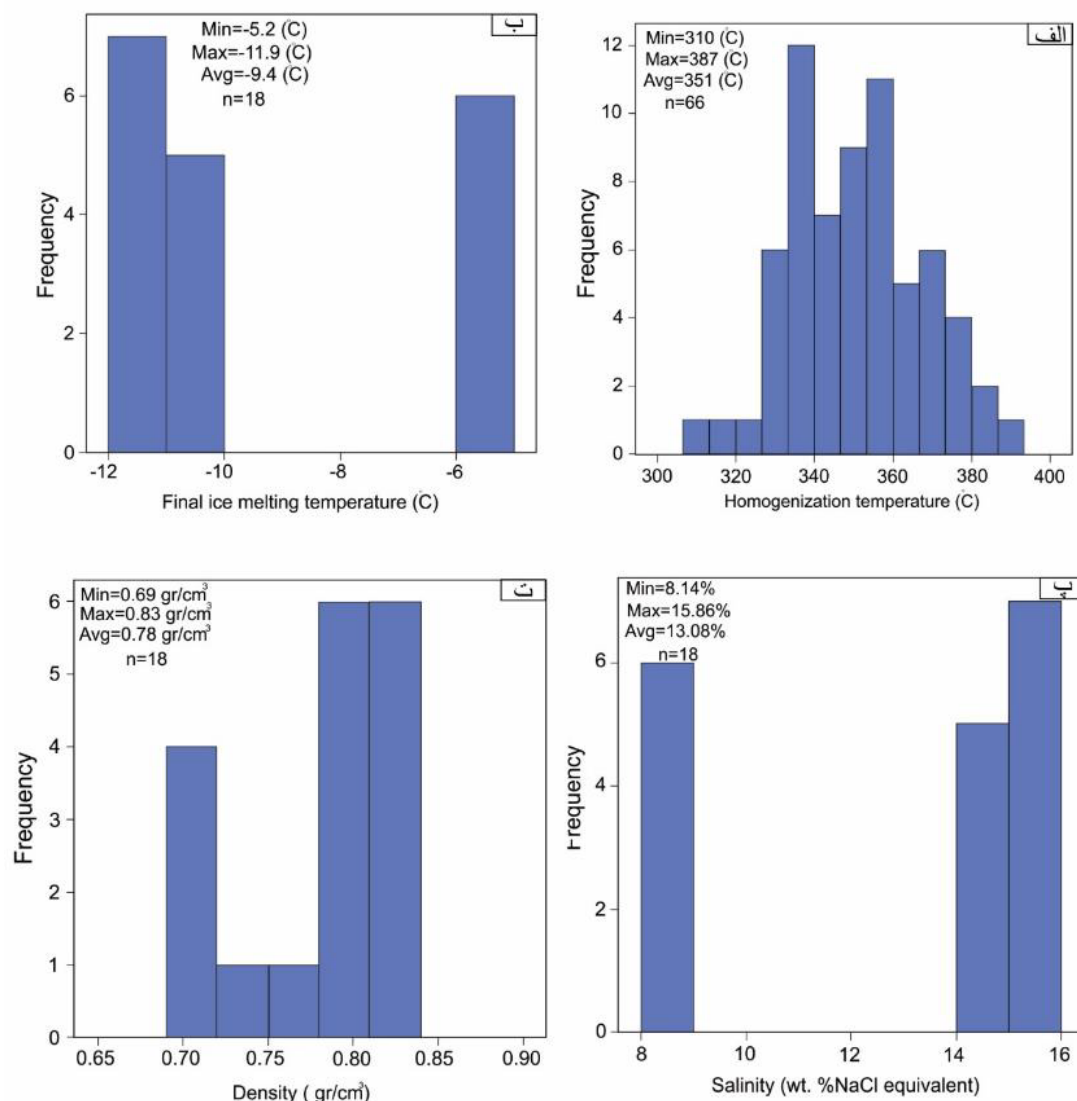 ب
Min=-5.2 (°C)
Max=-11.9 (°C)
Avg=-9.4 (°C)
n=18
Frequency
6
4
2
0
-12 -10 -8 -6
Final ice melting temperature (°C)
الف
Min=310 (°C)
Max=387 (°C)
Avg=351 (°C)
n=66
Frequency
12
10
8
6
4
2
0
300 320 340 360 380 400
Homogenization temperature (°C)
Min=0.69 gr/cm³
Max=0.83 gr/cm³
Avg=0.78 gr/cm³
n=18
Frequency
6
5
4
3
2
1
0
0.65 0.70 0.75 0.80 0.85 0.90
Density ( gr/cm³)
پ
Min=8.14%
Max=15.86%
Avg=13.08%
n=18
Frequency
6
4
2
0
8 10 12 14 16
Salinity (wt. %NaCl equivalent)